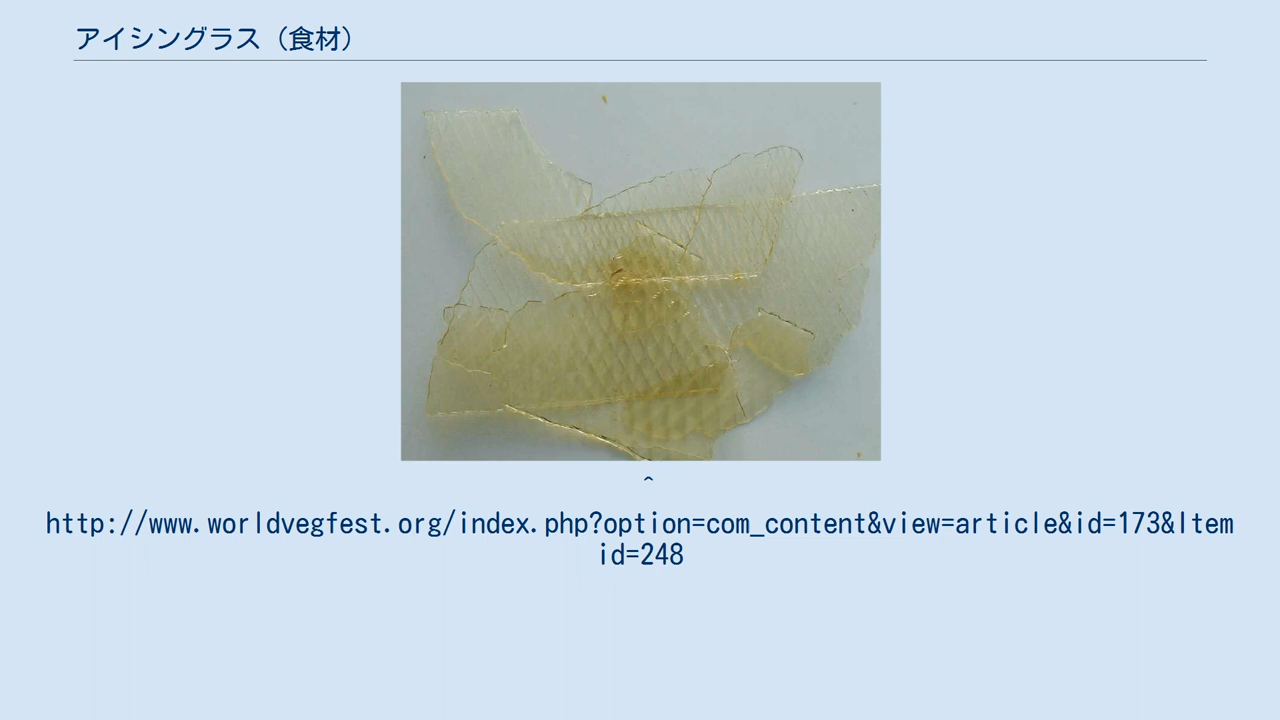 アイシングラス（食材）
^
http://www.worldvegfest.org/index.php?option=com_content&view=article&id=173&Item
id=248